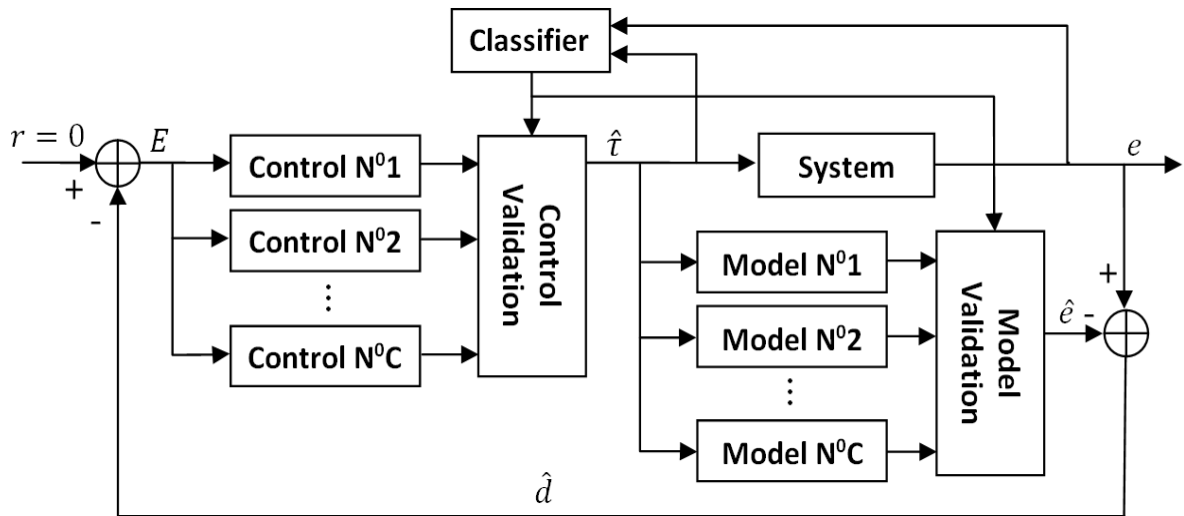 Classifier
r = 0
E
+
-
Control N⁰1
Control N⁰2
⋮
Control N⁰C
Control
Validation
τ̂
System
e
Model N⁰1
Model N⁰2
⋮
Model N⁰C
Model
Validation
ê
+
-
d̂